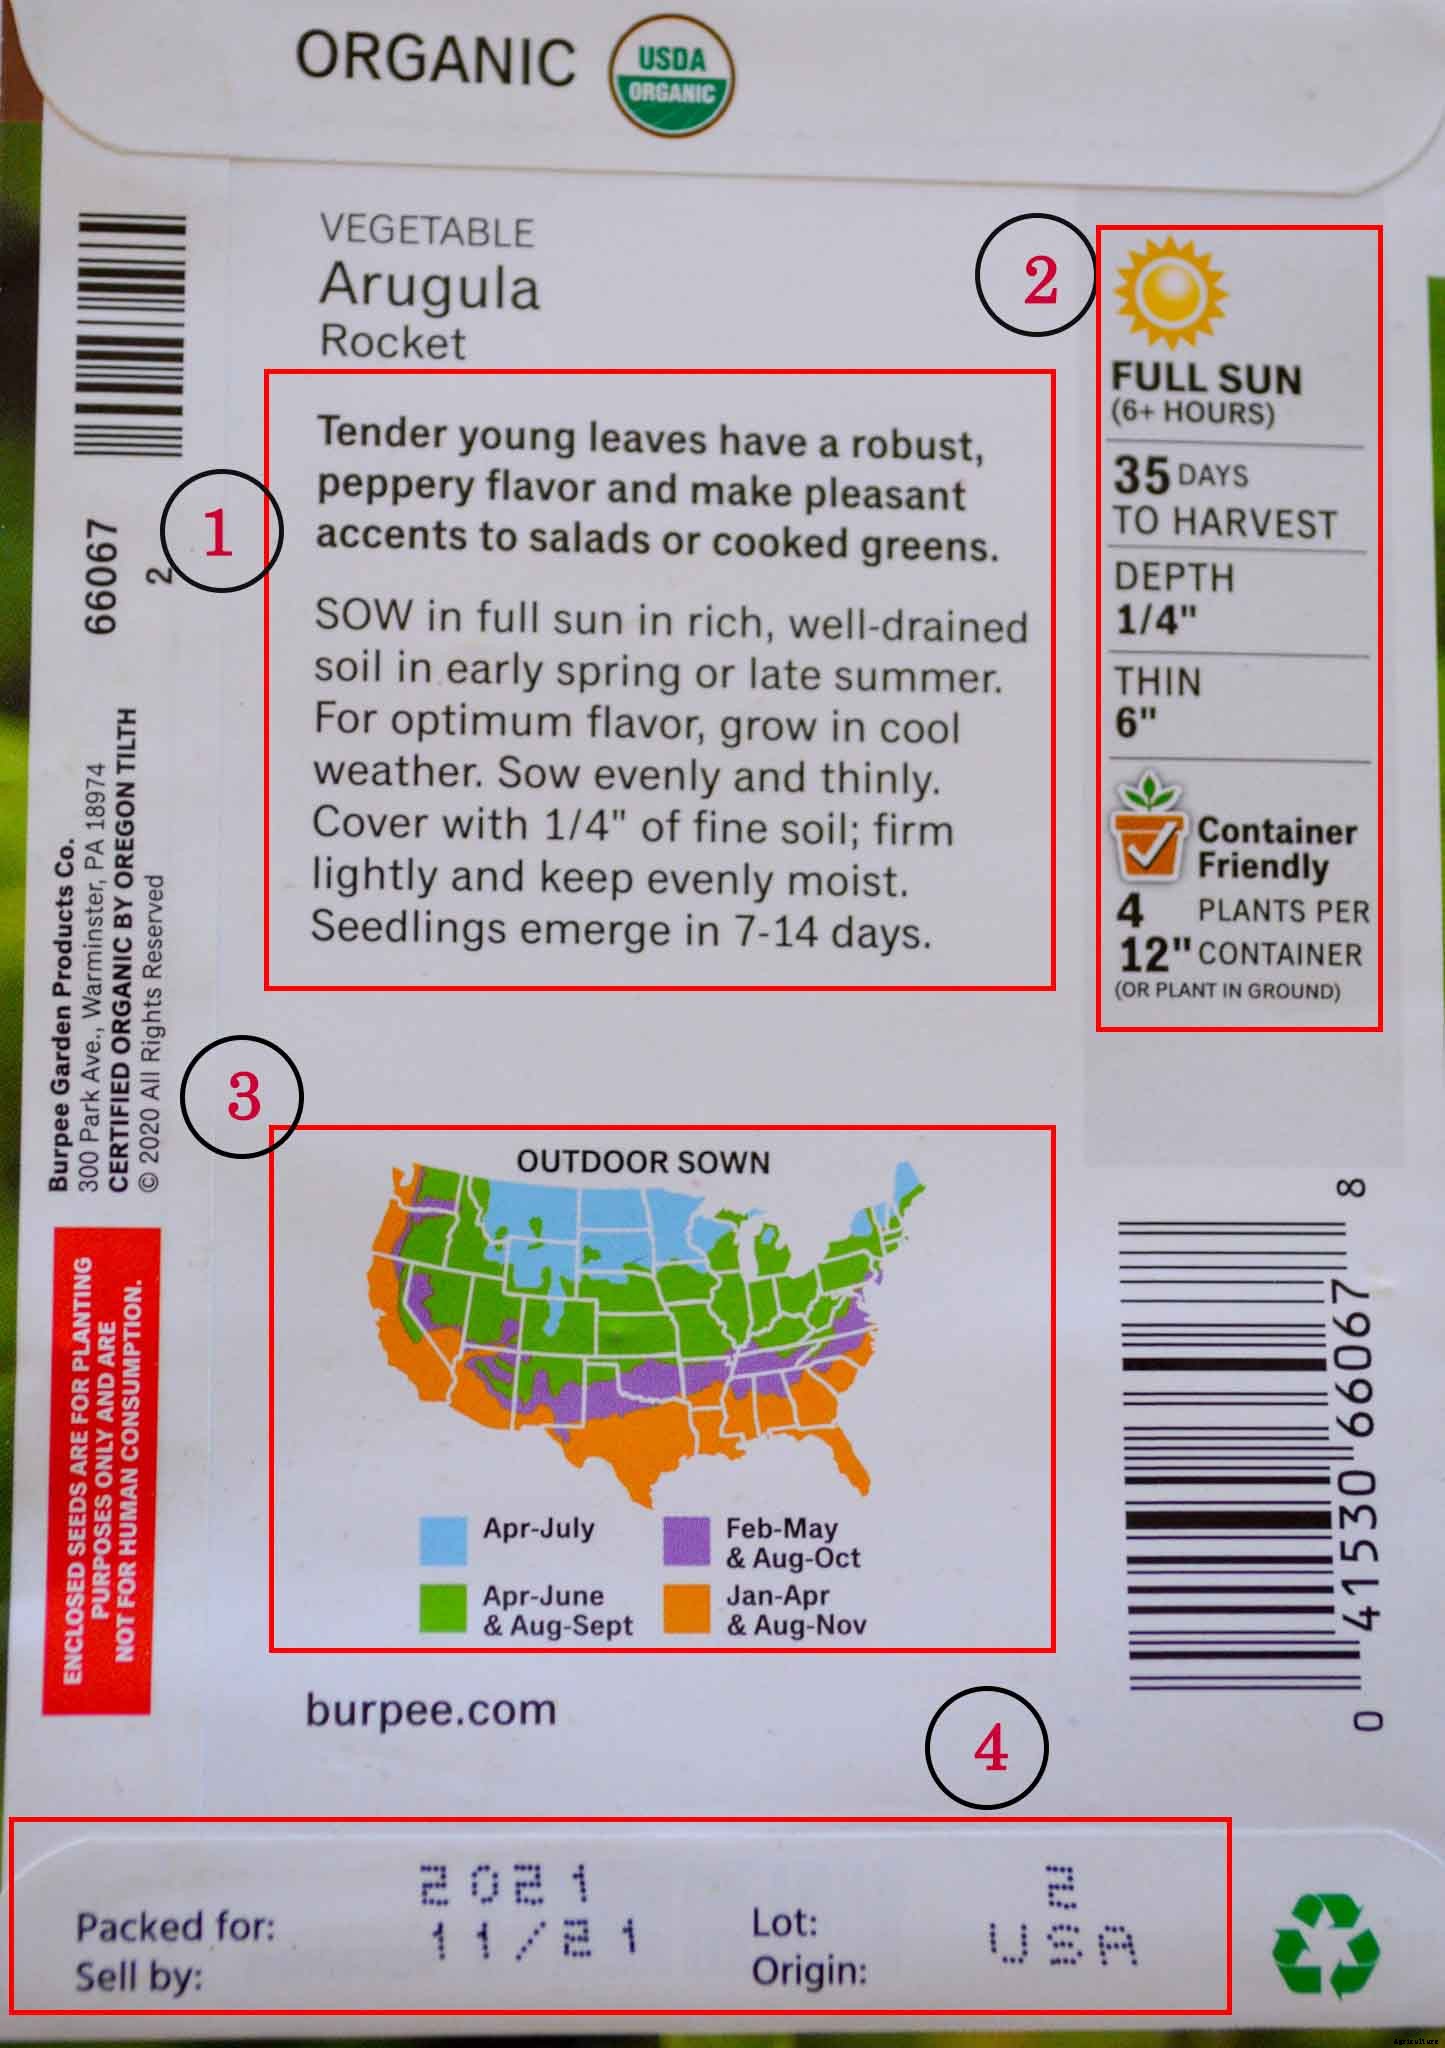 ORGANIC
USDA
ORGANIC
VEGETABLE
Arugula
Rocket
1
Tender young leaves have a robust,
peppery flavor and make pleasant
accents to salads or cooked greens.
SOW in full sun in rich, well-drained
soil in early spring or late summer.
For optimum flavor, grow in cool
weather. Sow evenly and thinly.
Cover with 1/4" of fine soil; firm
lightly and keep evenly moist.
Seedlings emerge in 7-14 days.
2
FULL SUN
(6+ HOURS)
35 DAYS
TO HARVEST
DEPTH
1/4"
THIN
6"
Container
Friendly
4 PLANTS PER
12" CONTAINER
(OR PLANT IN GROUND)
3
OUTDOOR SOWN
Apr-July
Apr-June
& Aug-Sept
Feb-May
& Aug-Oct
Jan-Apr
& Aug-Nov
burpee.com
66067
2
Burpee Garden Products Co.
300 Park Ave., Warminster, PA 18974
CERTIFIED ORGANIC BY OREGON TILTH
© 2020 All Rights Reserved
ENCLOSED SEEDS ARE FOR PLANTING
PURPOSES ONLY AND ARE
NOT FOR HUMAN CONSUMPTION.
0 41530 66067 8
4
Packed for: 2021
Sell by: 11/21
Lot: 2
Origin: USA
Agriculture